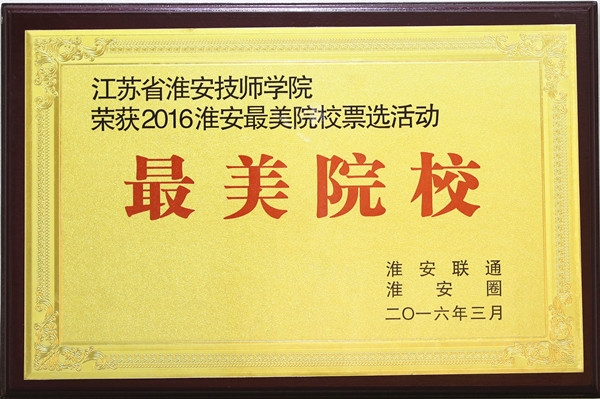 江苏省淮安技师学院
荣获2016淮安最美院校票选活动
最美院校
淮安联通
淮安圈
二〇一六年三月